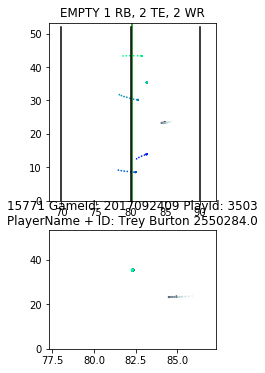 EMPTY 1 RB, 2 TE, 2 WR
50
40
30
20
10
0
70 75 80 85 90
15771 GameId: 2017092409 PlayId: 3503
PlayerName + ID: Trey Burton 2550284.0
40
20
0
77.5 80.0 82.5 85.0